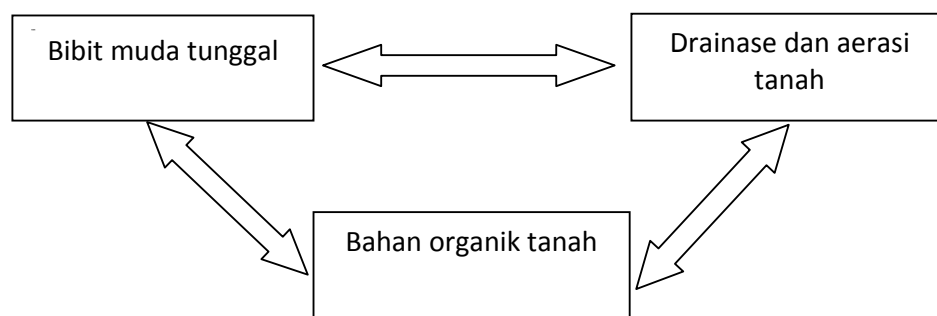 Bibit muda tunggal
Drainase dan aerasi
tanah
Bahan organik tanah